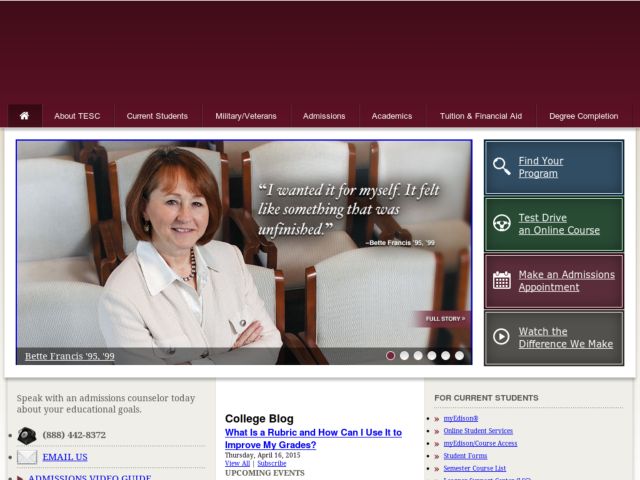 About TESC
Current Students
Military/Veterans
Admissions
Academics
Tuition & Financial Aid
Degree Completion
“I wanted it for myself. It felt
like something that was
unfinished.”
–Bette Francis '95, '99
FULL STORY »
Bette Francis '95, '99
Find Your
Program
Test Drive
an Online Course
Make an Admissions
Appointment
Watch the
Difference We Make
Speak with an admissions counselor today
about your educational goals.
(888) 442-8372
EMAIL US
ADMISSIONS VIDEO GUIDE
College Blog
What Is a Rubric and How Can I Use It to
Improve My Grades?
Thursday, April 16, 2015
View All | Subscribe
UPCOMING EVENTS
FOR CURRENT STUDENTS
myEdison®
Online Student Services
myEdison/Course Access
Student Forms
Semester Course List